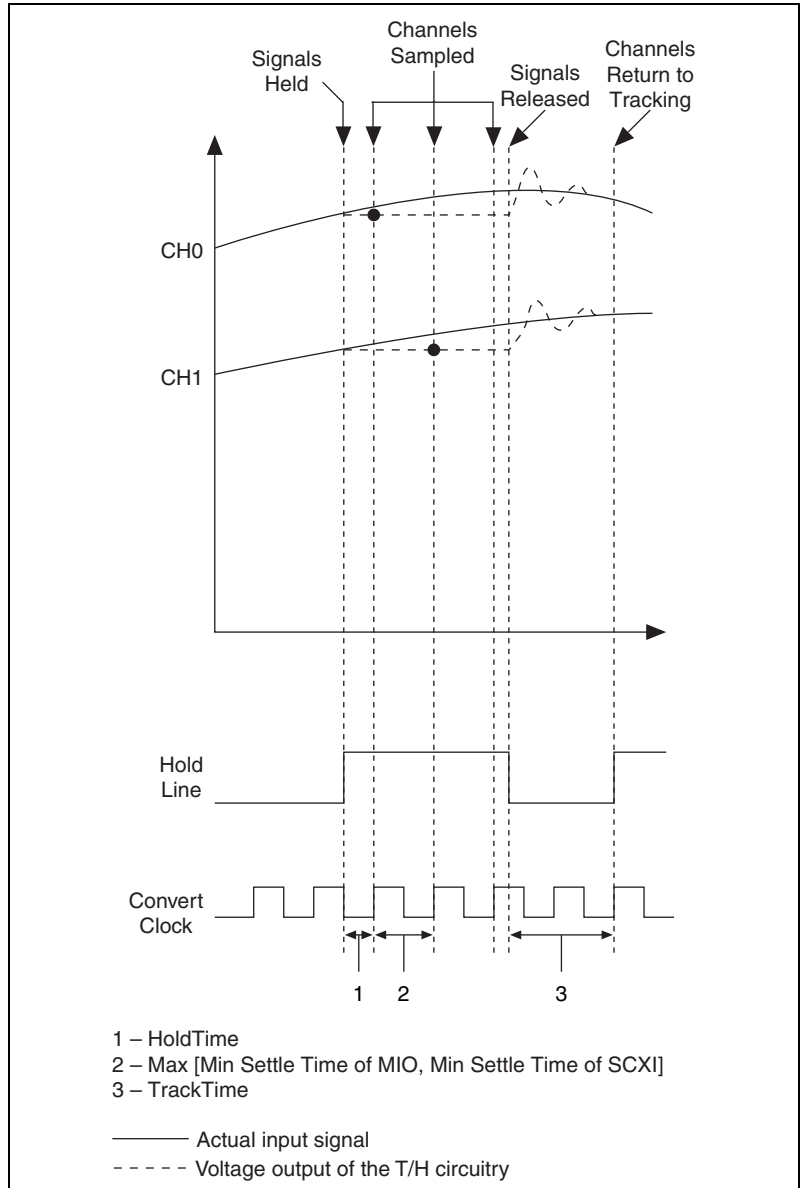 Channels
Sampled
Signals
Held
Signals
Released
Channels
Return to
Tracking
CH0
CH1
Hold
Line
Convert
Clock
1 2 3
1 – HoldTime
2 – Max [Min Settle Time of MIO, Min Settle Time of SCXI]
3 – TrackTime
Actual input signal
Voltage output of the T/H circuitry